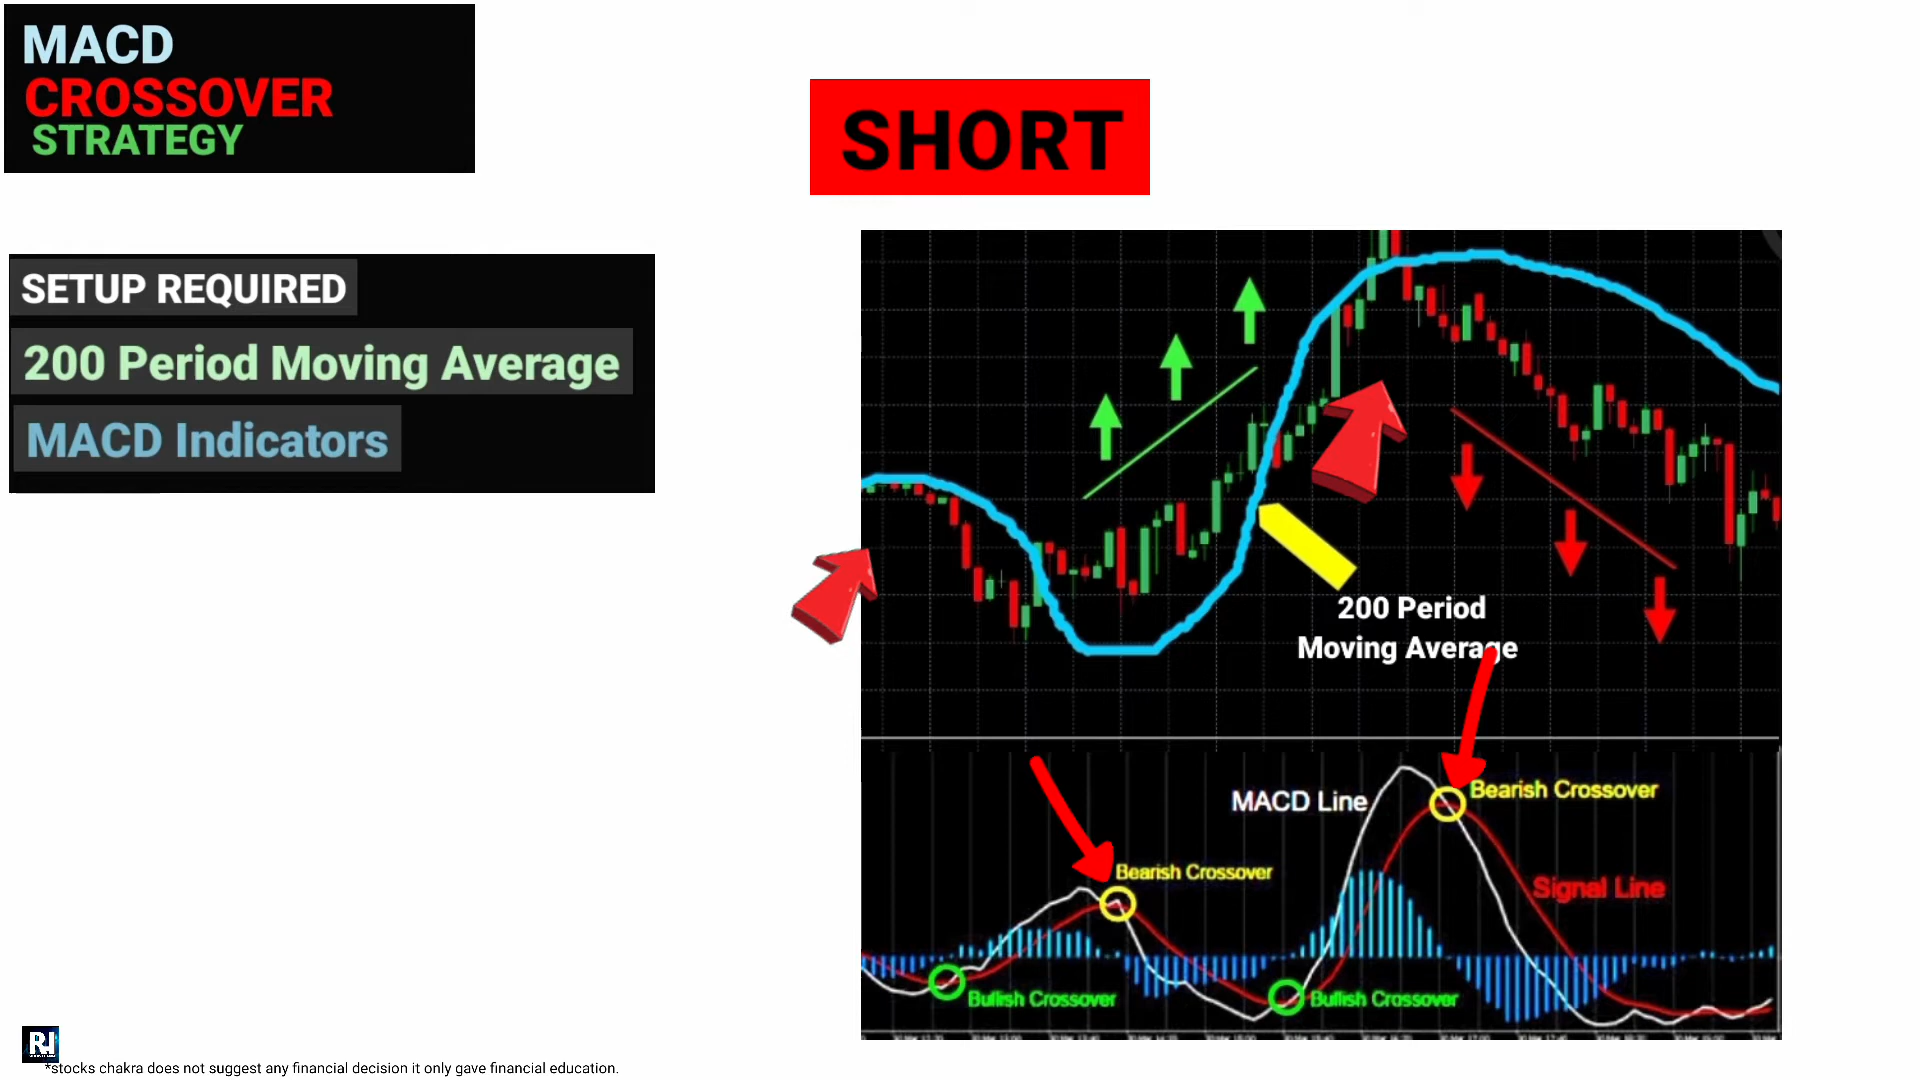 MACD
CROSSOVER
STRATEGY
SHORT
SETUP REQUIRED
200 Period Moving Average
MACD Indicators
200 Period
Moving Average
MACD Line
Bearish Crossover
Bearish Crossover
Signal Line
Bullish Crossover
Bullish Crossover
RI
*stocks chakra does not suggest any financial decision it only gave financial education.